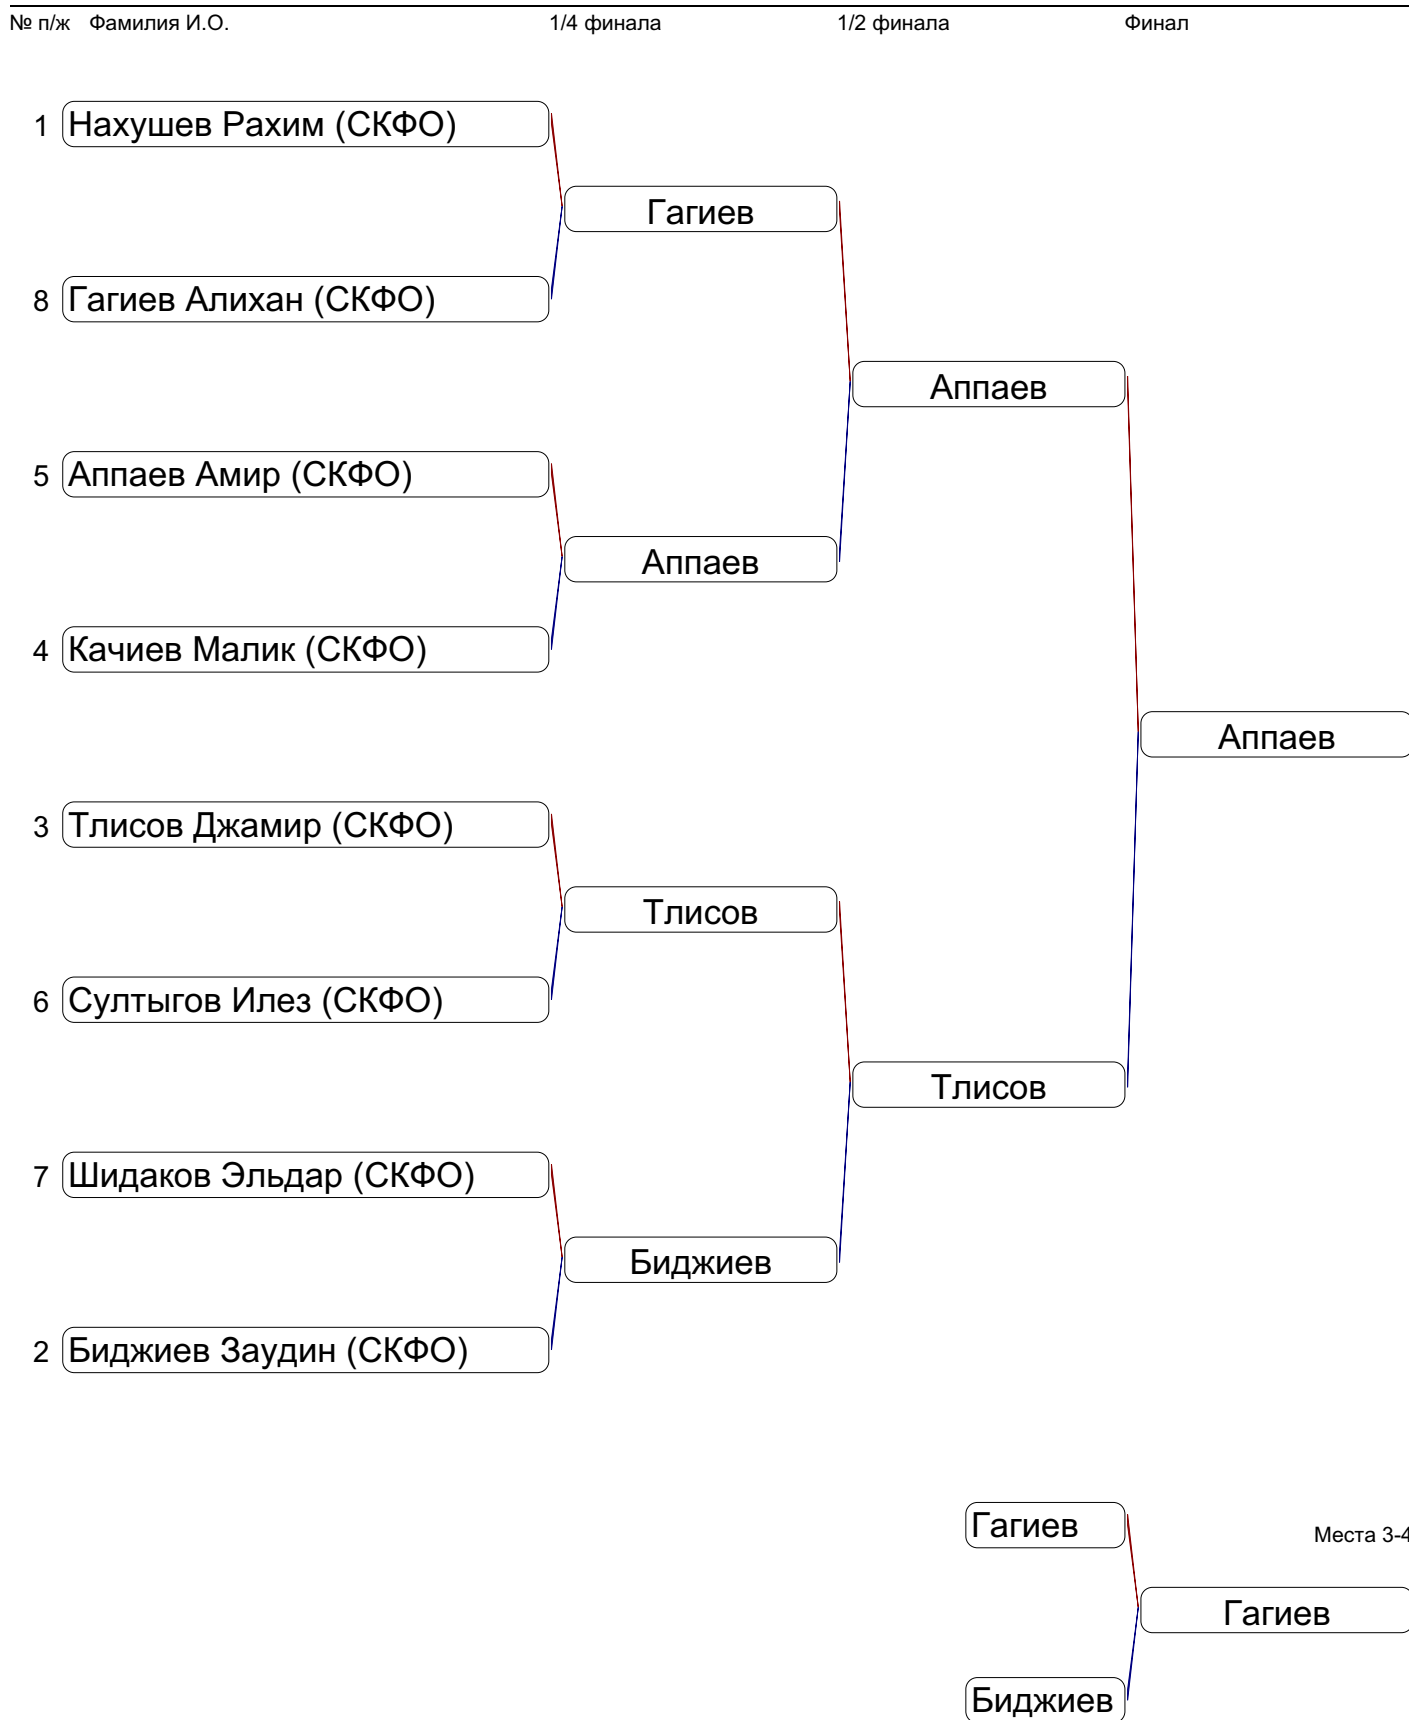 № п/ж Фамилия И.О. 1/4 финала 1/2 финала Финал
1 Нахушев Рахим (СКФО)
Гагиев
8 Гагиев Алихан (СКФО)
Аппаев
5 Аппаев Амир (СКФО)
Аппаев
4 Качиев Малик (СКФО)
Аппаев
3 Тлисов Джамир (СКФО)
Тлисов
6 Султыгов Илез (СКФО)
Тлисов
7 Шидаков Эльдар (СКФО)
Биджиев
2 Биджиев Заудин (СКФО)
Гагиев
Места 3-4
Гагиев
Биджиев